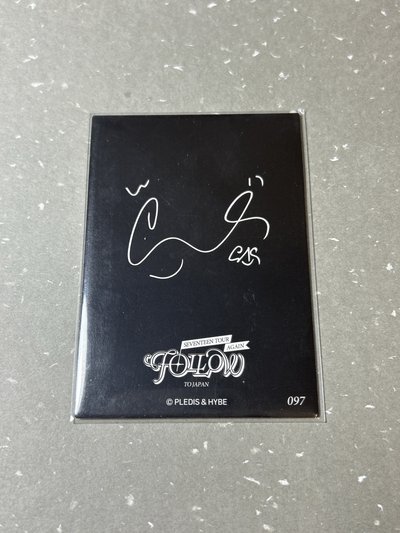 SEVENTEEN TOUR
AGAIN
FOLLOW
TO JAPAN
© PLEDIS & HYBE
097